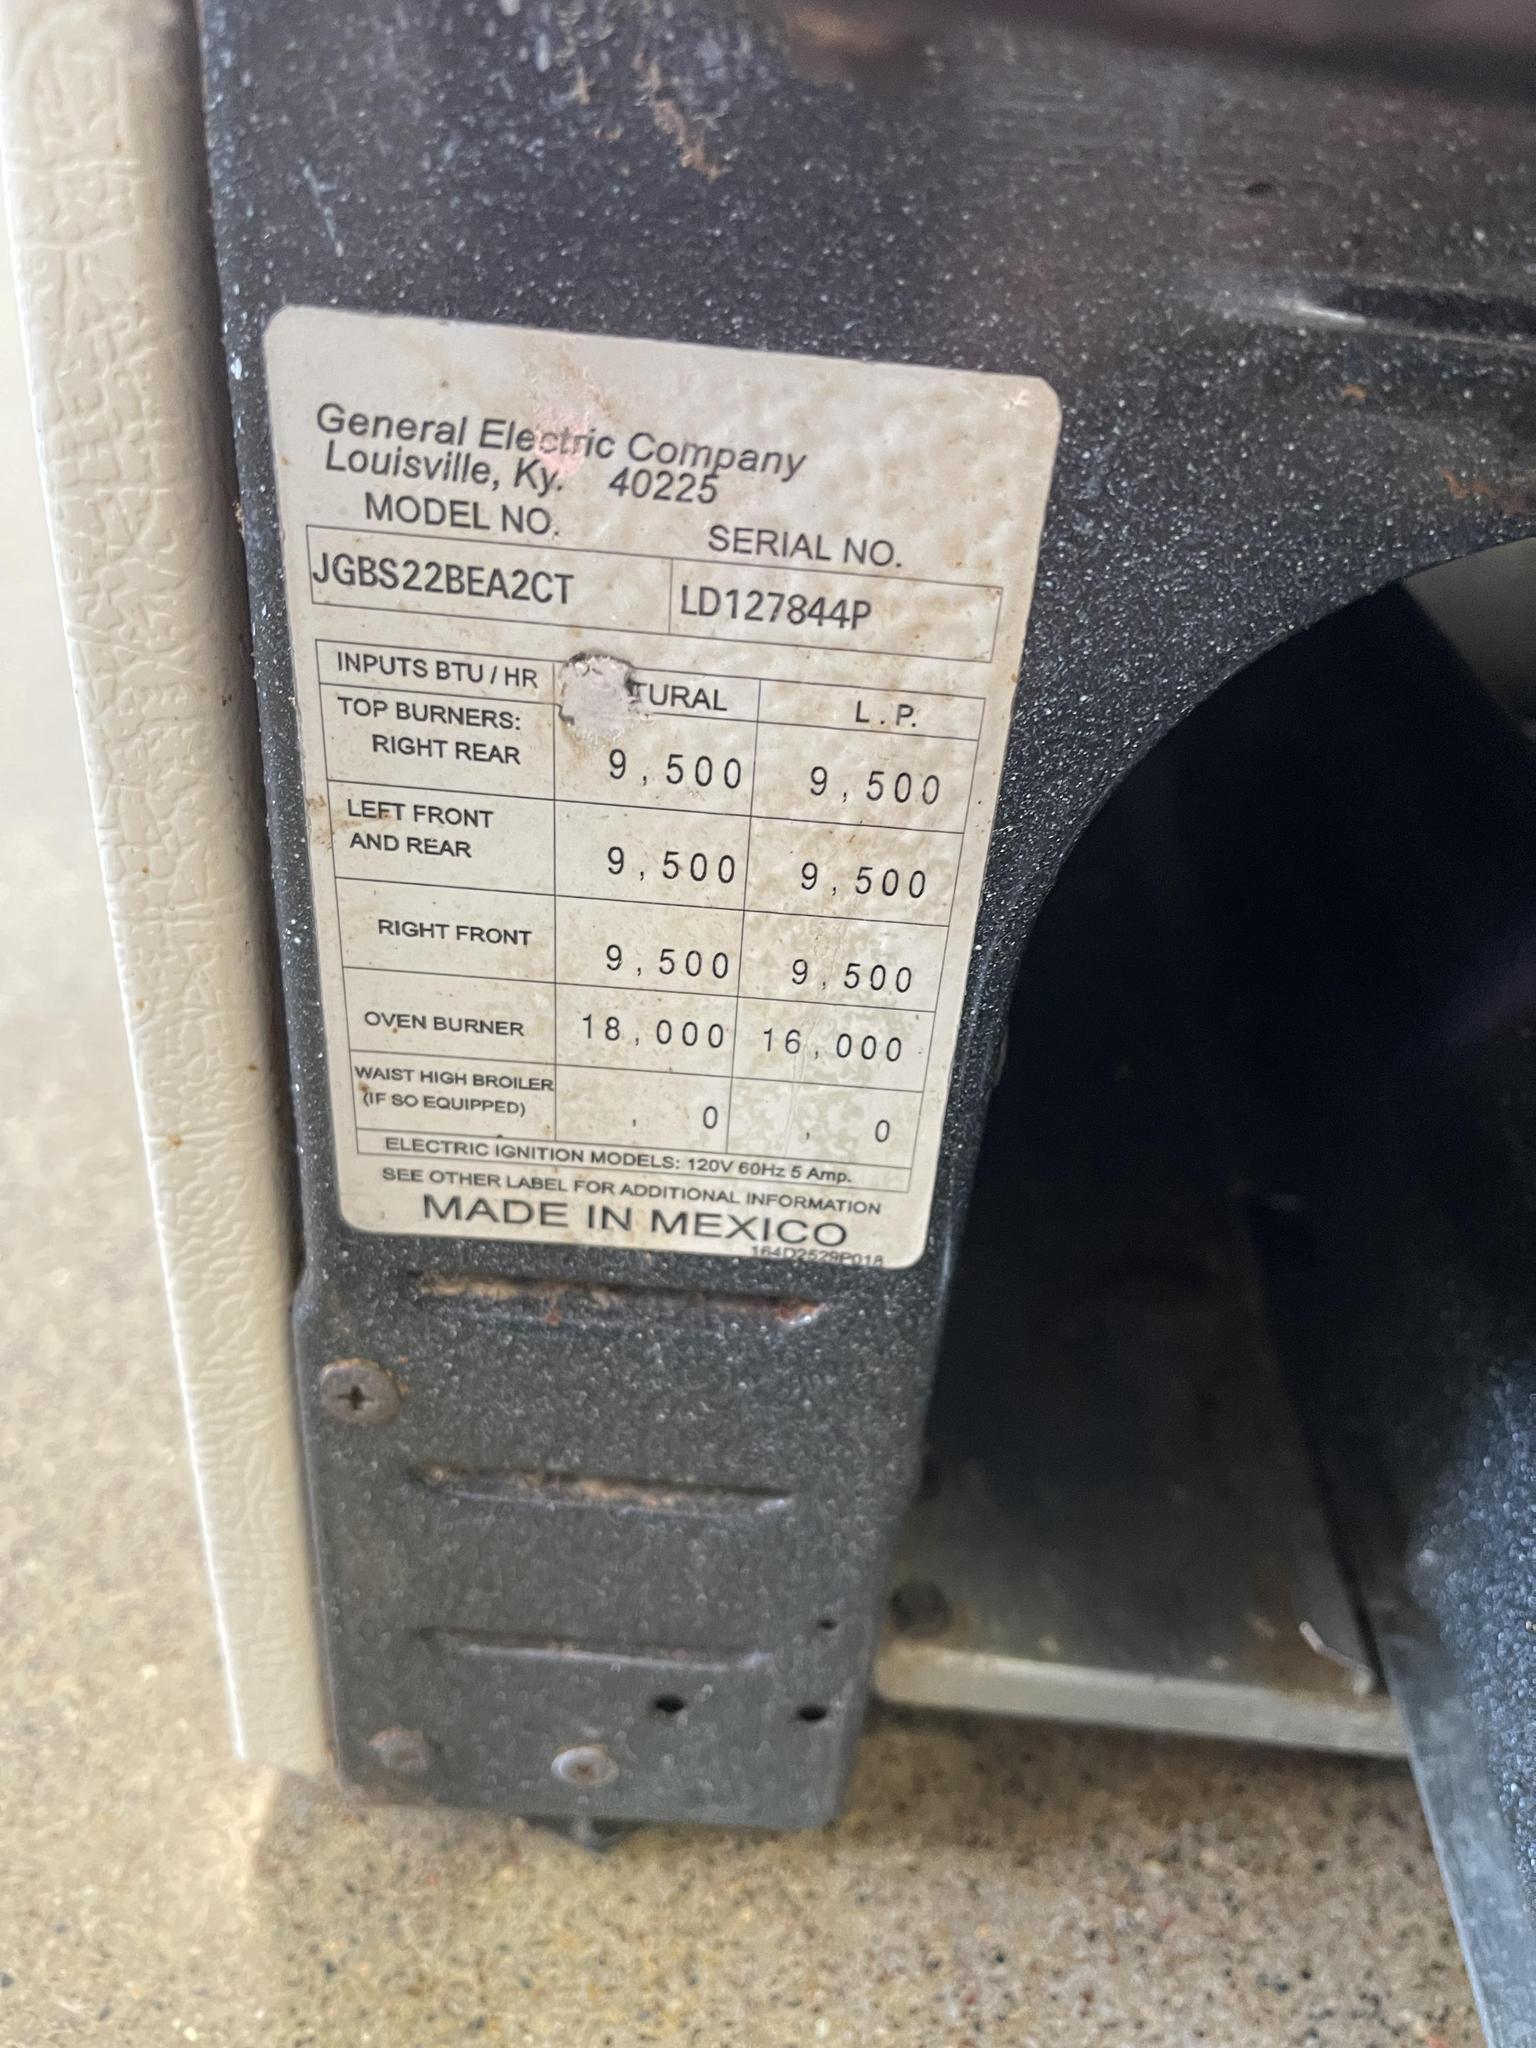 General Electric Company
Louisville, Ky. 40225
MODEL NO. SERIAL NO.
JGBS22BEA2CT LD127844P
INPUTS BTU / HR TURAL L . P.
TOP BURNERS:
RIGHT REAR 9,500 9,500
LEFT FRONT
AND REAR 9,500 9,500
RIGHT FRONT 9,500 9,500
OVEN BURNER 18,000 16,000
WAIST HIGH BROILER
(IF SO EQUIPPED) , 0 , 0
ELECTRIC IGNITION MODELS: 120V 60Hz 5 Amp.
SEE OTHER LABEL FOR ADDITIONAL INFORMATION
MADE IN MEXICO
164D2529P018